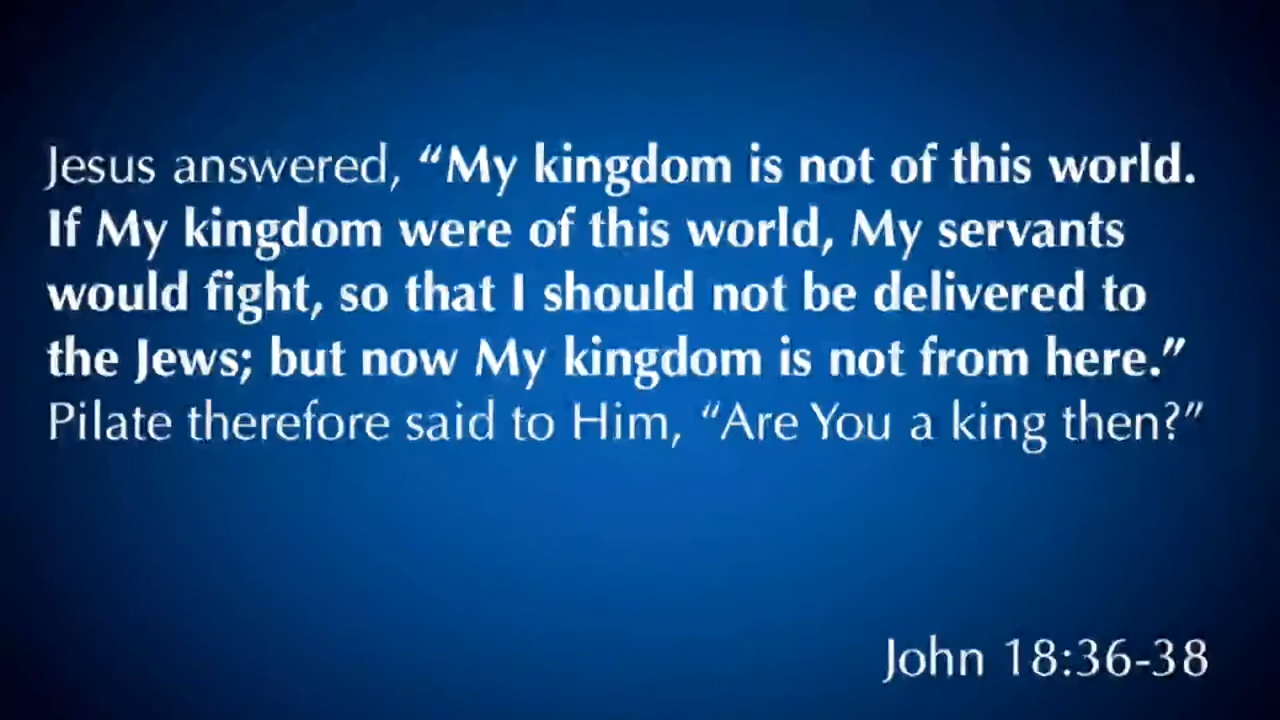 Jesus answered, “My kingdom is not of this world.
If My kingdom were of this world, My servants
would fight, so that I should not be delivered to
the Jews; but now My kingdom is not from here.”
Pilate therefore said to Him, “Are You a king then?”
John 18:36-38